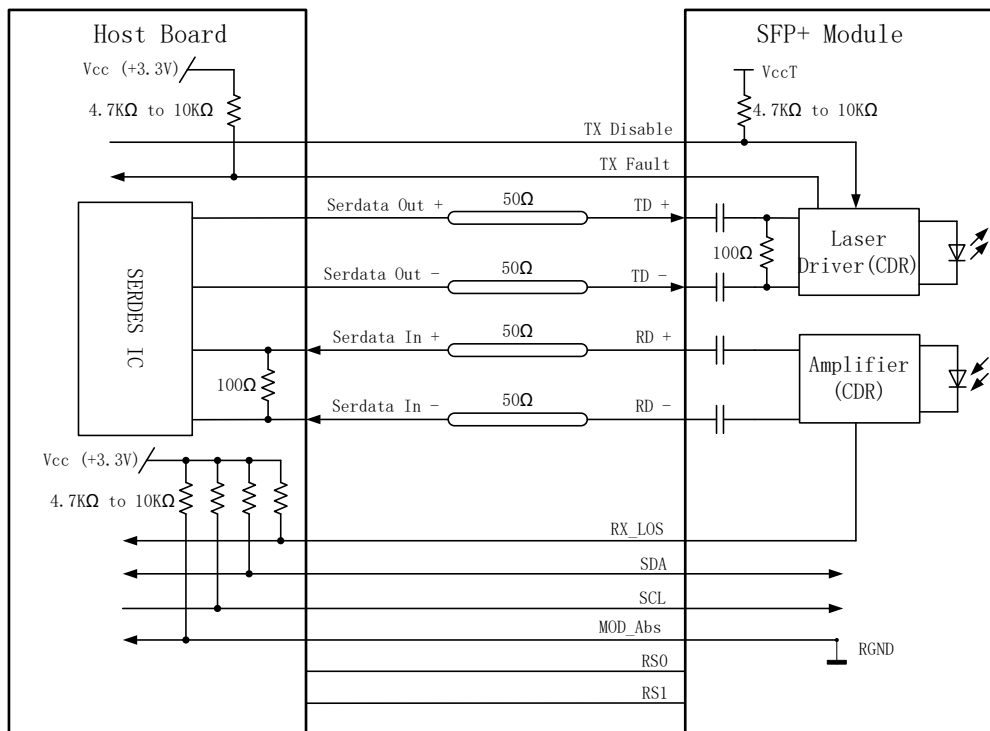 Host Board
SFP+ Module
Vcc (+3.3V)
VccT
4.7KΩ to 10KΩ
4.7KΩ to 10KΩ
TX Disable
TX Fault
Serdata Out +
50Ω
TD +
SERDES IC
100Ω
Laser
Driver(CDR)
Serdata Out -
50Ω
TD -
Serdata In +
50Ω
RD +
100Ω
Amplifier
(CDR)
Serdata In -
50Ω
RD -
Vcc (+3.3V)
4.7KΩ to 10KΩ
RX_LOS
SDA
SCL
MOD_Abs
RGND
RS0
RS1